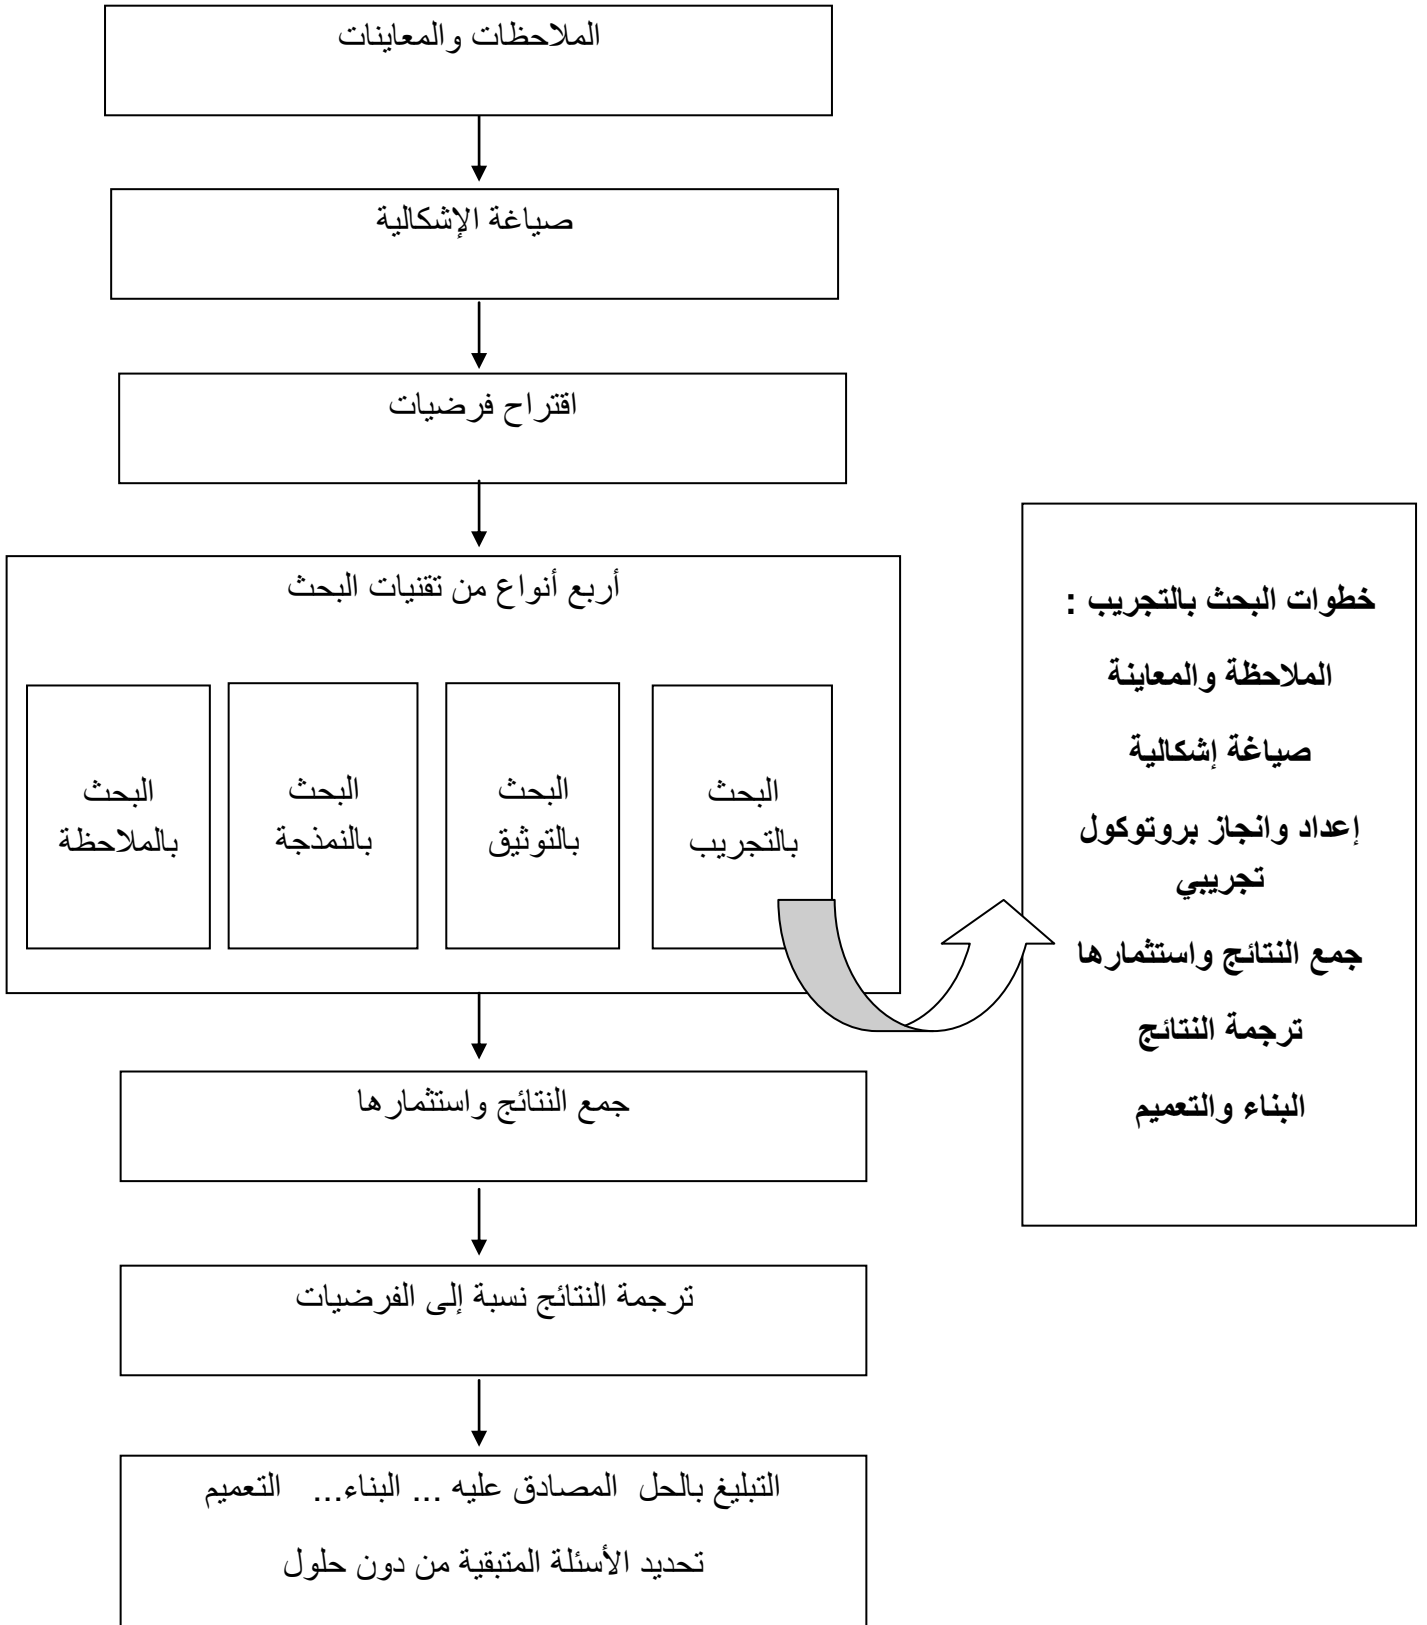 الملاحظات والمعاينات
صياغة الإشكالية
اقتراح فرضيات
أربع أنواع من تقنيات البحث
البحث
بالتجريب
البحث
بالتوثيق
البحث
بالنمذجة
البحث
بالملاحظة
خطوات البحث بالتجريب :
الملاحظة والمعاينة
صياغة إشكالية
إعداد وانجاز بروتوكول
تجريبي
جمع النتائج واستثمارها
ترجمة النتائج
البناء والتعميم
جمع النتائج واستثمارها
ترجمة النتائج نسبة إلى الفرضيات
التبليغ بالحل المصادق عليه ... البناء... التعميم
تحديد الأسئلة المتبقية من دون حلول